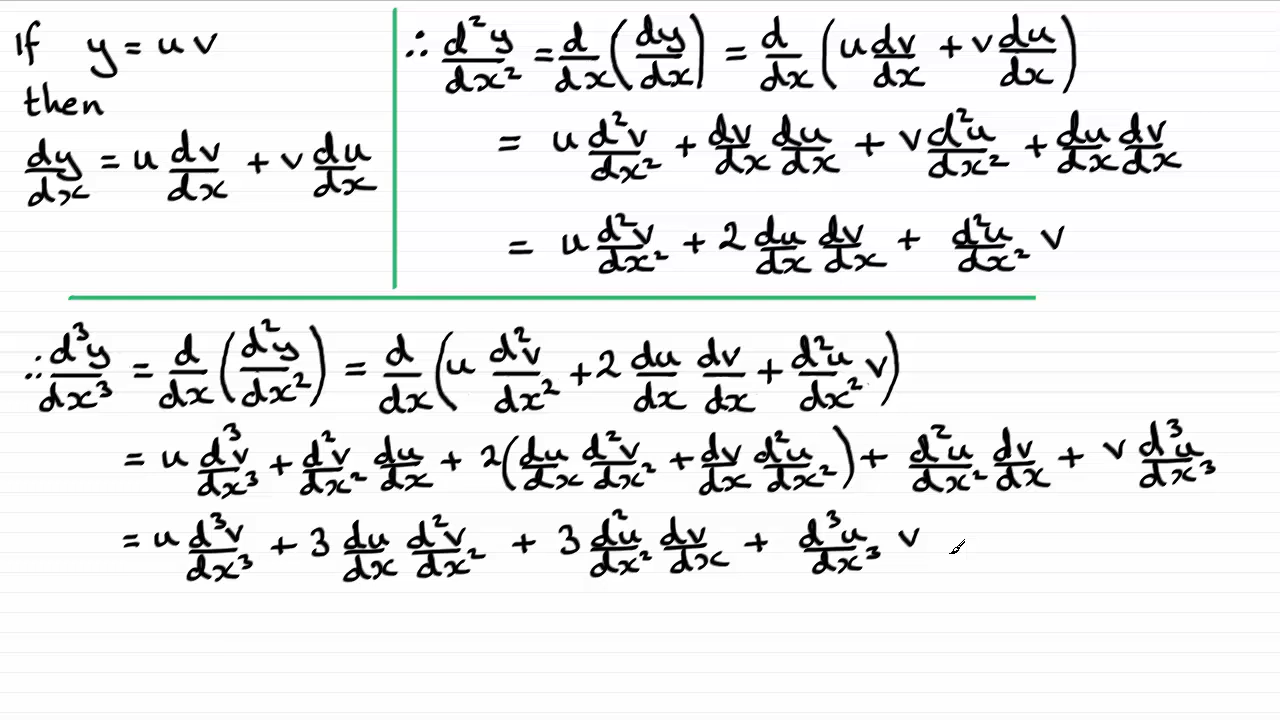 If y = uv
then
dy/dx = u dv/dx + v du/dx
∴ d²y/dx² = d/dx (dy/dx) = d/dx (u dv/dx + v du/dx)
= u d²v/dx² + dv/dx du/dx + v d²u/dx² + du/dx dv/dx
= u d²v/dx² + 2 du/dx dv/dx + d²u/dx² v
∴ d³y/dx³ = d/dx (d²y/dx²) = d/dx (u d²v/dx² + 2 du/dx dv/dx + d²u/dx² v)
= u d³v/dx³ + d²v/dx² du/dx + 2(du/dx d²v/dx² + dv/dx d²u/dx²) + d²u/dx² dv/dx + v d³u/dx³
= u d³v/dx³ + 3 du/dx d²v/dx² + 3 d²u/dx² dv/dx + d³u/dx³ v